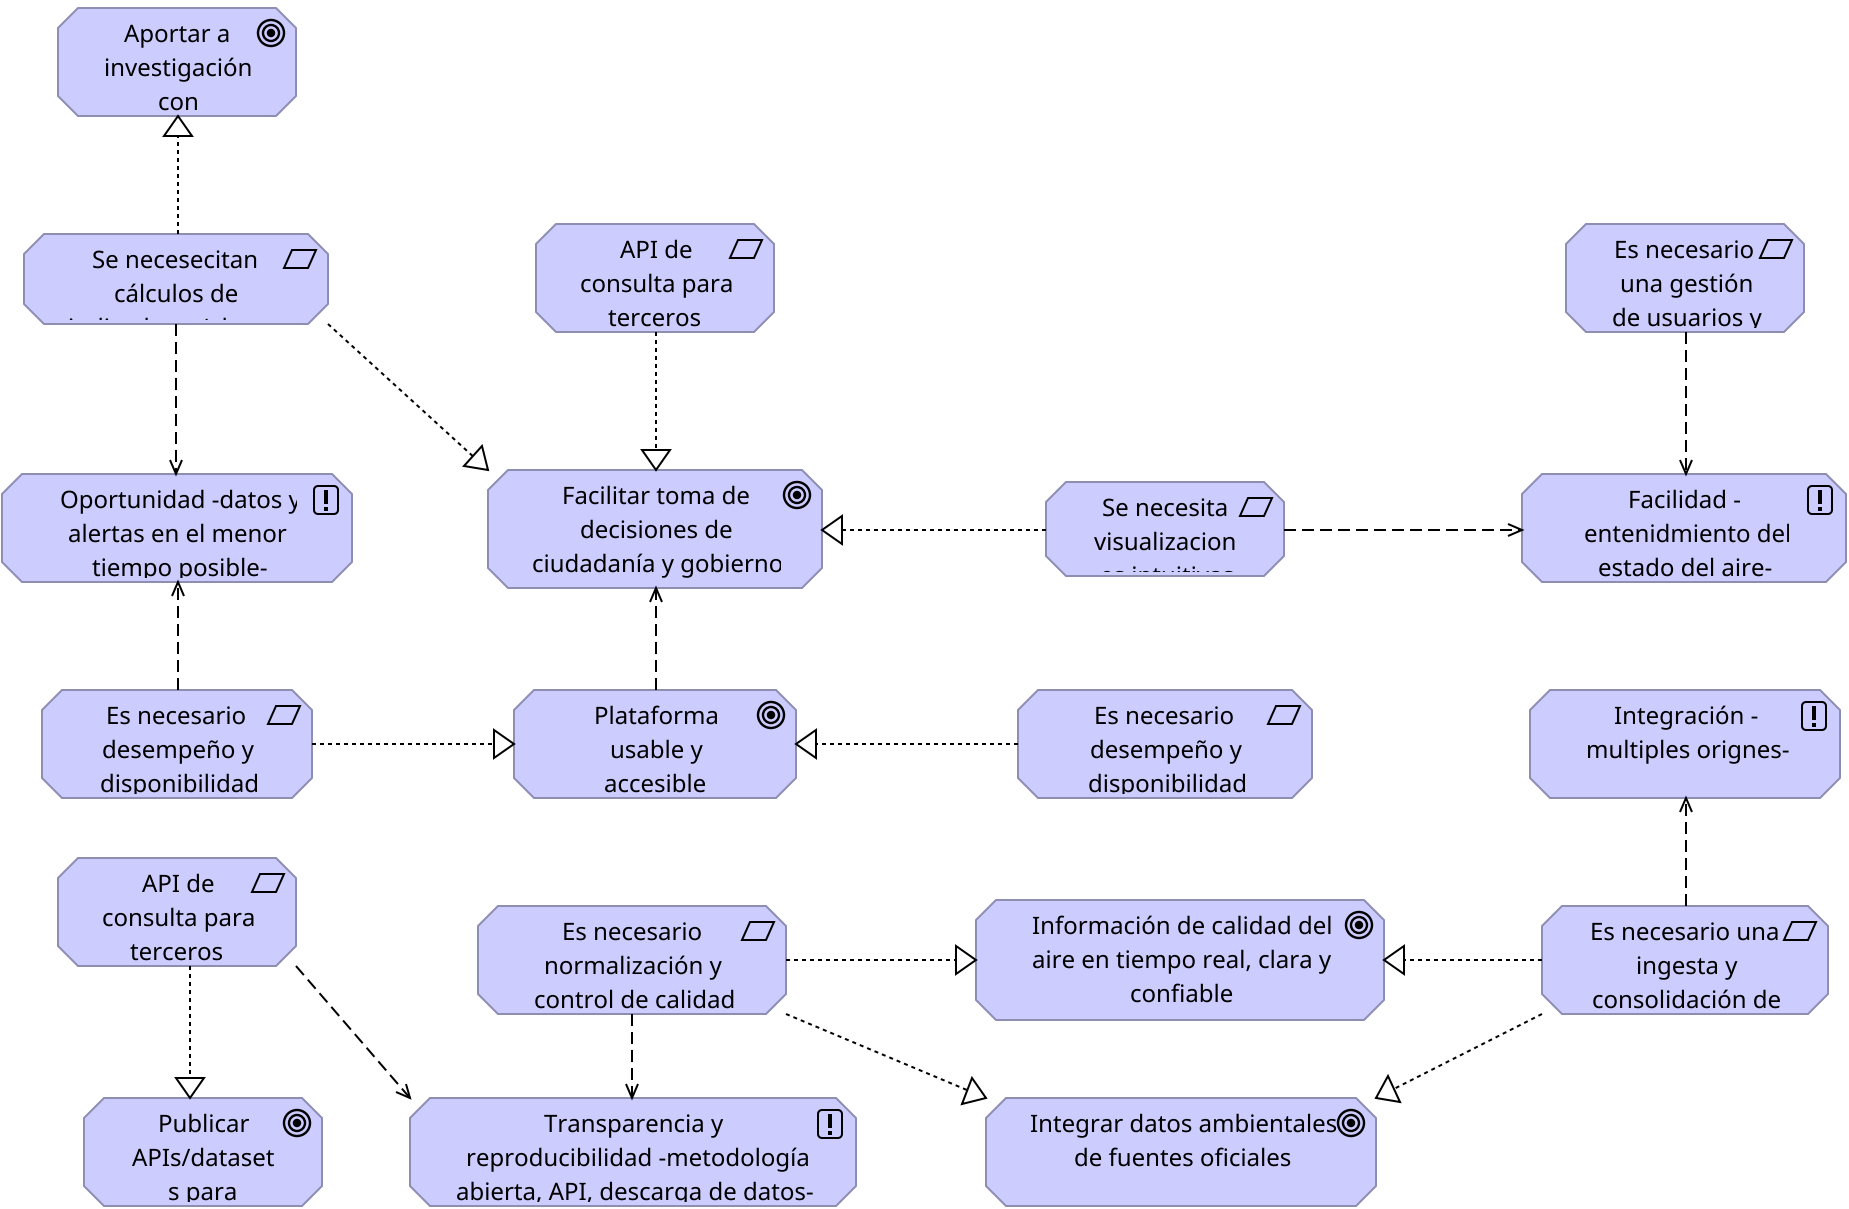 Aportar a
investigación
con
Se necesecitan
cálculos de
API de
consulta para
terceros
Es necesario
una gestión
de usuarios y
Oportunidad -datos y
alertas en el menor
tiempo posible-
Facilitar toma de
decisiones de
ciudadanía y gobierno
Se necesita
visualizacion
es intuitivas
Facilidad -
entenidmiento del
estado del aire-
Es necesario
desempeño y
disponibilidad
Plataforma
usable y
accesible
Es necesario
desempeño y
disponibilidad
Integración -
multiples orignes-
API de
consulta para
terceros
Es necesario
normalización y
control de calidad
Información de calidad del
aire en tiempo real, clara y
confiable
Es necesario una
ingesta y
consolidación de
Publicar
APIs/dataset
s para
Transparencia y
reproducibilidad -metodología
abierta, API, descarga de datos-
Integrar datos ambientales
de fuentes oficiales